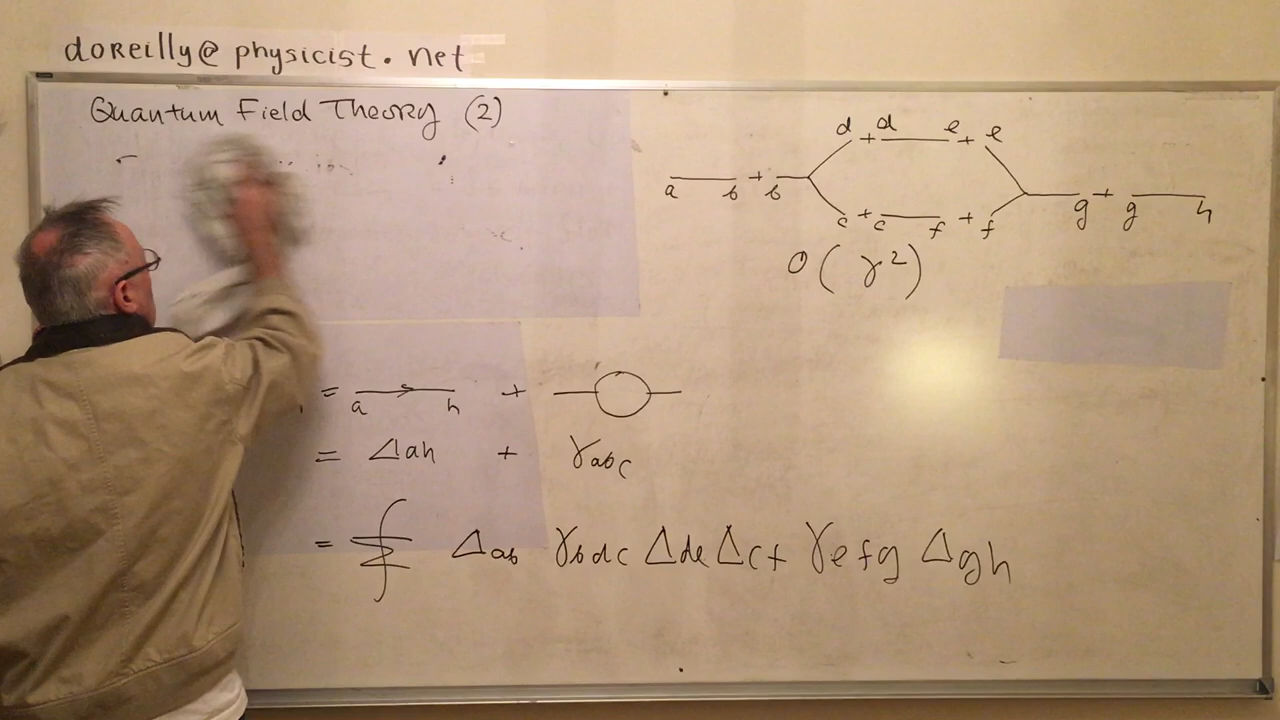 doReilly@physicist.net
Quantum Field Theory (2)
d + d e + e
a b + b g + g h
c + c f + f
O(γ²)
= a h +
= Δah + γabc
= Δab γbdc Δde Δcf γefg Δgh